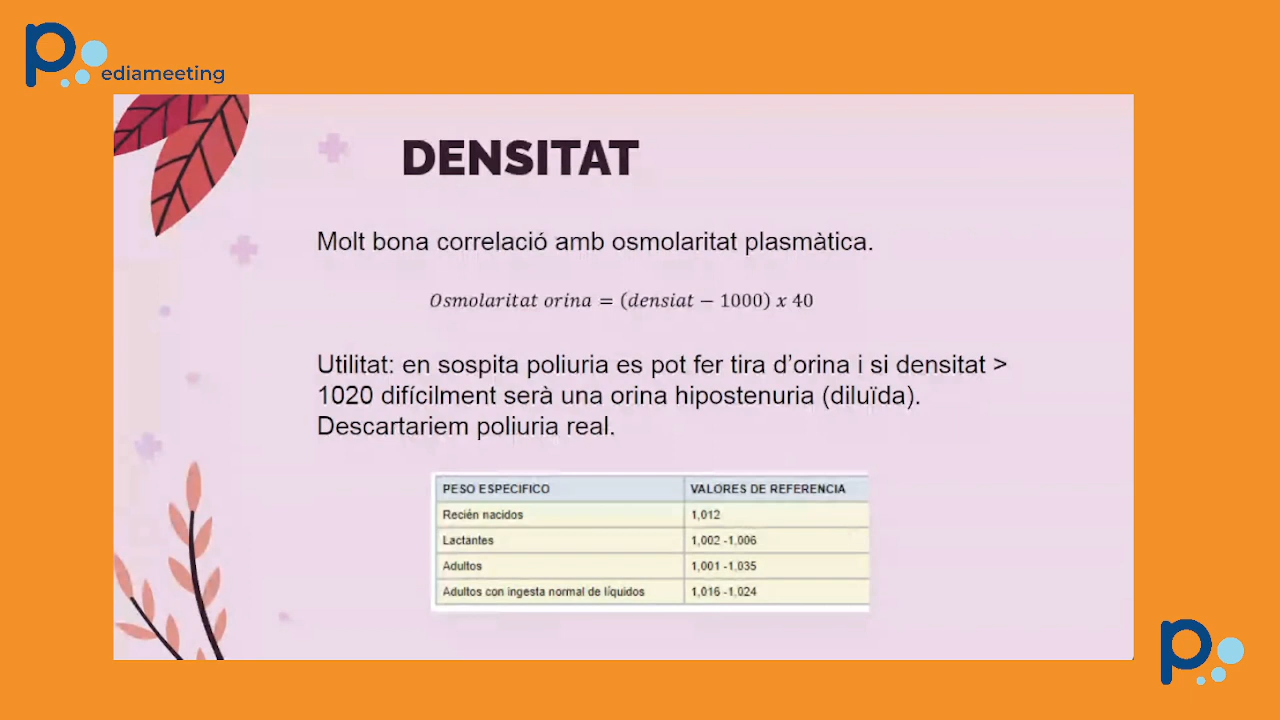 Pediameeting
DENSITAT
Molt bona correlació amb osmolaritat plasmàtica.
Osmolaritat orina = (densiat − 1000) x 40
Utilitat: en sospita poliuria es pot fer tira d’orina i si densitat >
1020 difícilment serà una orina hipostenuria (diluïda).
Descartariem poliuria real.
PESO ESPECIFICO VALORES DE REFERENCIA
Recién nacidos 1,012
Lactantes 1,002 -1,006
Adultos 1,001 -1,035
Adultos con ingesta normal de líquidos 1,016 -1,024
p